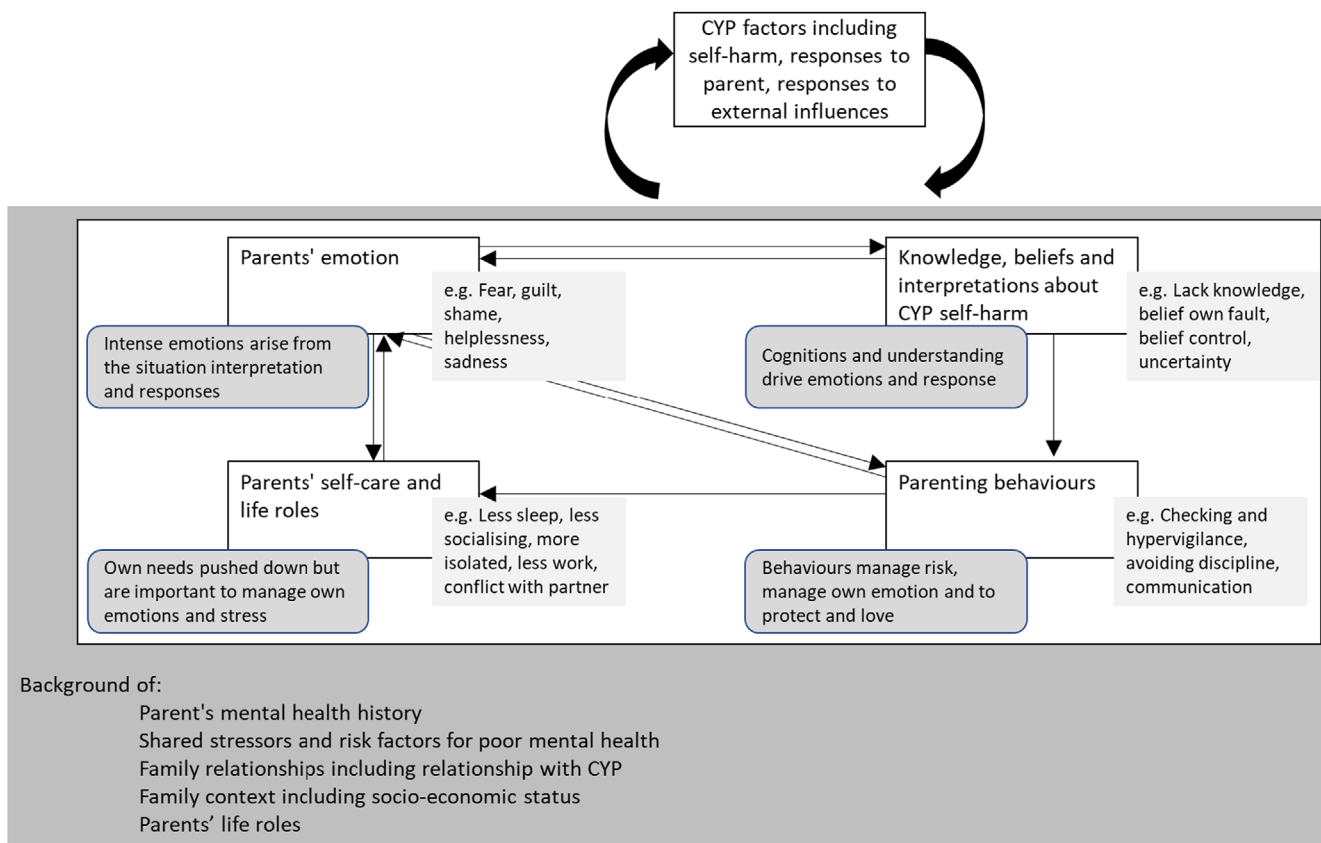 CYP factors including
self-harm, responses to
parent, responses to
external influences
Parents' emotion
e.g. Fear, guilt,
shame,
helplessness,
sadness
Intense emotions arise from
the situation interpretation
and responses
Knowledge, beliefs and
interpretations about
CYP self-harm
e.g. Lack knowledge,
belief own fault,
belief control,
uncertainty
Cognitions and understanding
drive emotions and response
Parents' self-care and
life roles
e.g. Less sleep, less
socialising, more
isolated, less work,
conflict with partner
Own needs pushed down but
are important to manage own
emotions and stress
Parenting behaviours
e.g. Checking and
hypervigilance,
avoiding discipline,
communication
Behaviours manage risk,
manage own emotion and to
protect and love
Background of:
Parent's mental health history
Shared stressors and risk factors for poor mental health
Family relationships including relationship with CYP
Family context including socio-economic status
Parents’ life roles